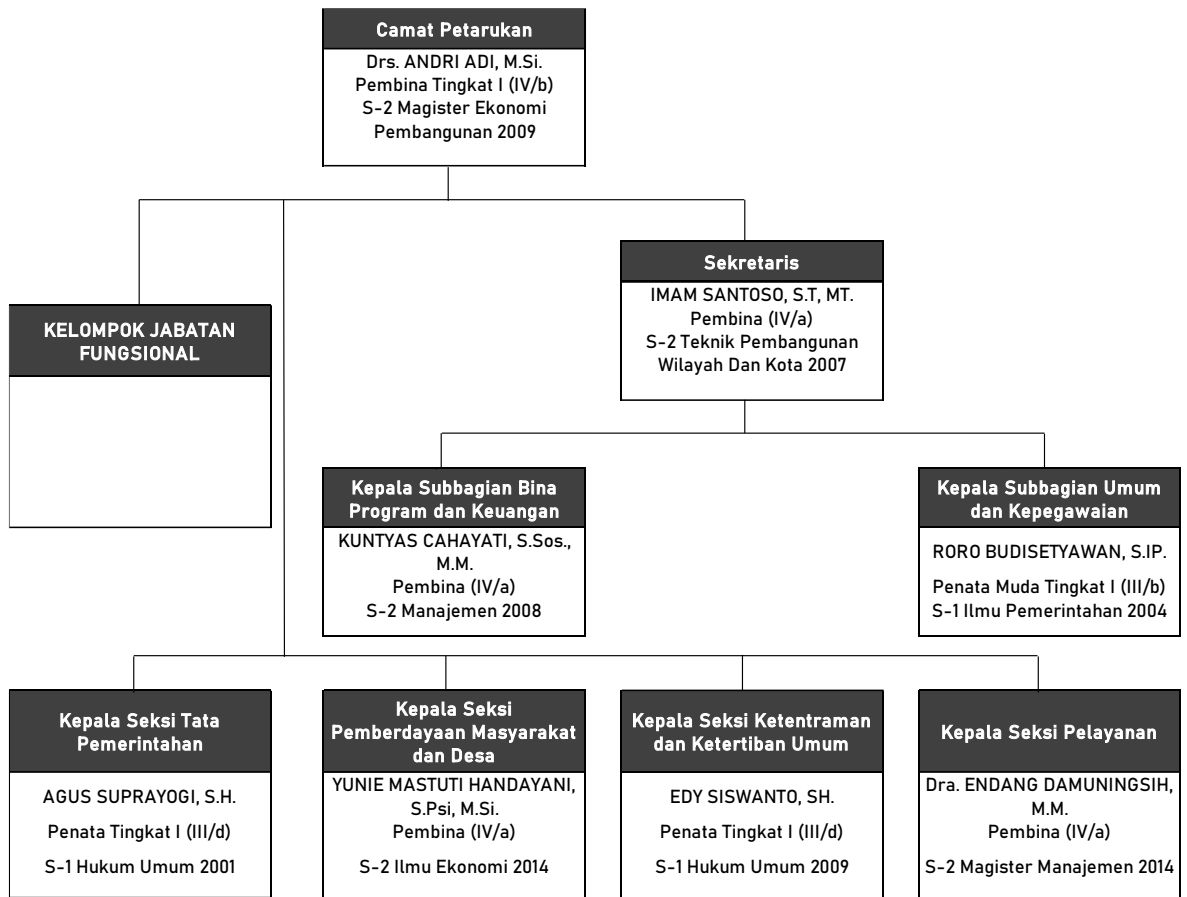 Camat Petarukan
Drs. ANDRI ADI, M.Si.
Pembina Tingkat I (IV/b)
S-2 Magister Ekonomi
Pembangunan 2009
Sekretaris
IMAM SANTOSO, S.T, MT.
Pembina (IV/a)
S-2 Teknik Pembangunan
Wilayah Dan Kota 2007
KELOMPOK JABATAN
FUNGSIONAL
Kepala Subbagian Bina
Program dan Keuangan
KUNTYAS CAHAYATI, S.Sos.,
M.M.
Pembina (IV/a)
S-2 Manajemen 2008
Kepala Subbagian Umum
dan Kepegawaian
RORO BUDISETYAWAN, S.IP.
Penata Muda Tingkat I (III/b)
S-1 Ilmu Pemerintahan 2004
Kepala Seksi Tata
Pemerintahan
AGUS SUPRAYOGI, S.H.
Penata Tingkat I (III/d)
S-1 Hukum Umum 2001
Kepala Seksi
Pemberdayaan Masyarakat
dan Desa
YUNIE MASTUTI HANDAYANI,
S.Psi, M.Si.
Pembina (IV/a)
S-2 Ilmu Ekonomi 2014
Kepala Seksi Ketentraman
dan Ketertiban Umum
EDY SISWANTO, SH.
Penata Tingkat I (III/d)
S-1 Hukum Umum 2009
Kepala Seksi Pelayanan
Dra. ENDANG DAMUNINGSIH,
M.M.
Pembina (IV/a)
S-2 Magister Manajemen 2014